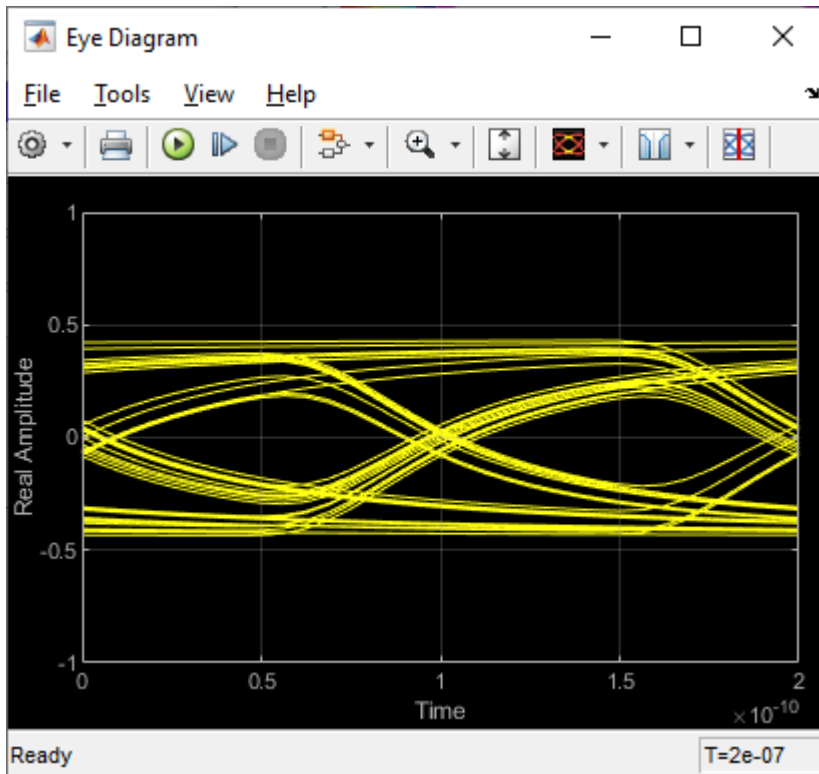 Eye Diagram
File Tools View Help
1
0.5
0
-0.5
-1
Real Amplitude
0 0.5 1 1.5 2
Time
×10⁻¹⁰
Ready T=2e-07